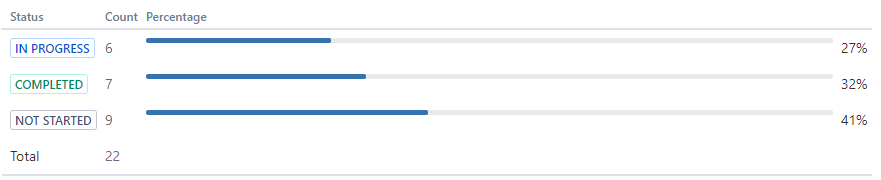 Status Count Percentage
IN PROGRESS 6 27%
COMPLETED 7 32%
NOT STARTED 9 41%
Total 22